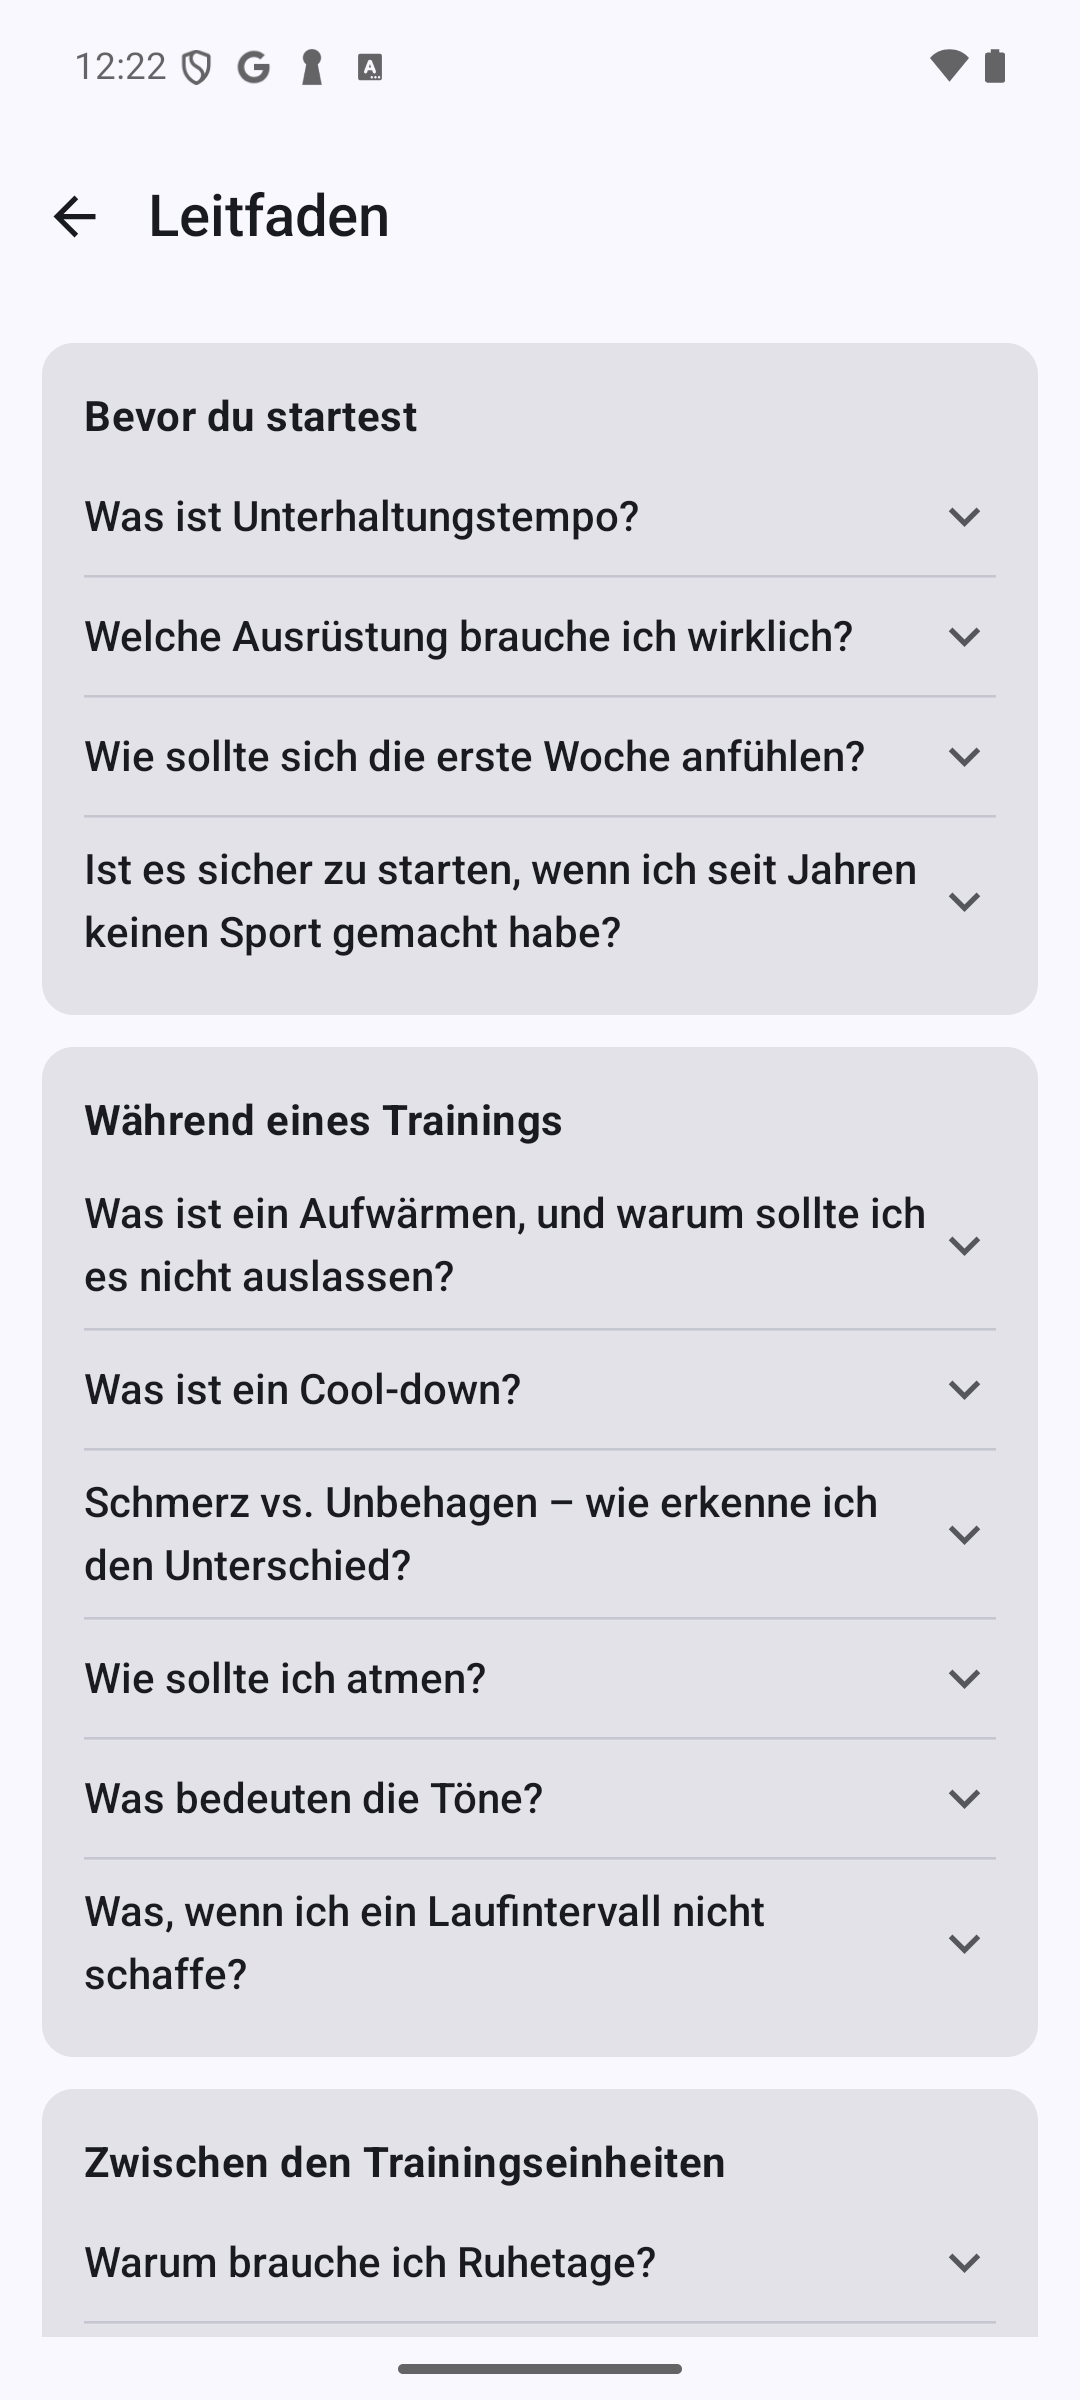 12:22
Leitfaden
Bevor du startest
Was ist Unterhaltungstempo?
Welche Ausrüstung brauche ich wirklich?
Wie sollte sich die erste Woche anfühlen?
Ist es sicher zu starten, wenn ich seit Jahren
keinen Sport gemacht habe?
Während eines Trainings
Was ist ein Aufwärmen, und warum sollte ich
es nicht auslassen?
Was ist ein Cool-down?
Schmerz vs. Unbehagen – wie erkenne ich
den Unterschied?
Wie sollte ich atmen?
Was bedeuten die Töne?
Was, wenn ich ein Laufintervall nicht
schaffe?
Zwischen den Trainingseinheiten
Warum brauche ich Ruhetage?